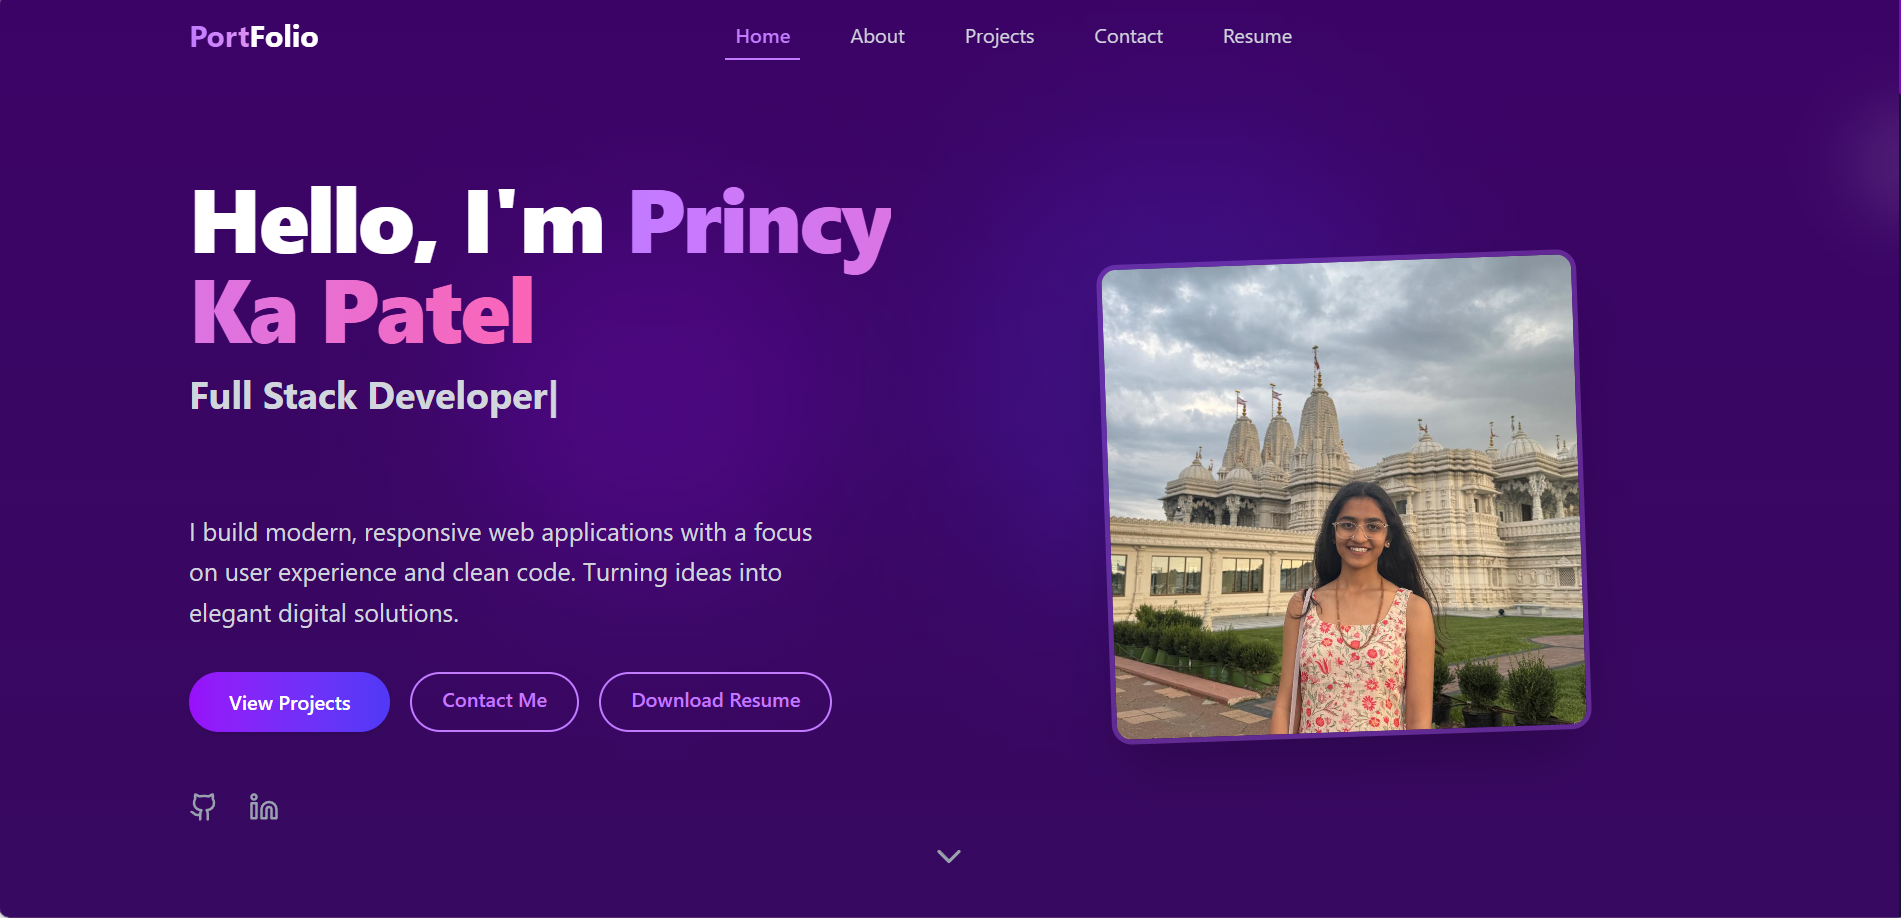 PortFolio
Home About Projects Contact Resume
Hello, I'm Princy
Ka Patel
Full Stack Developer|
I build modern, responsive web applications with a focus
on user experience and clean code. Turning ideas into
elegant digital solutions.
View Projects Contact Me Download Resume